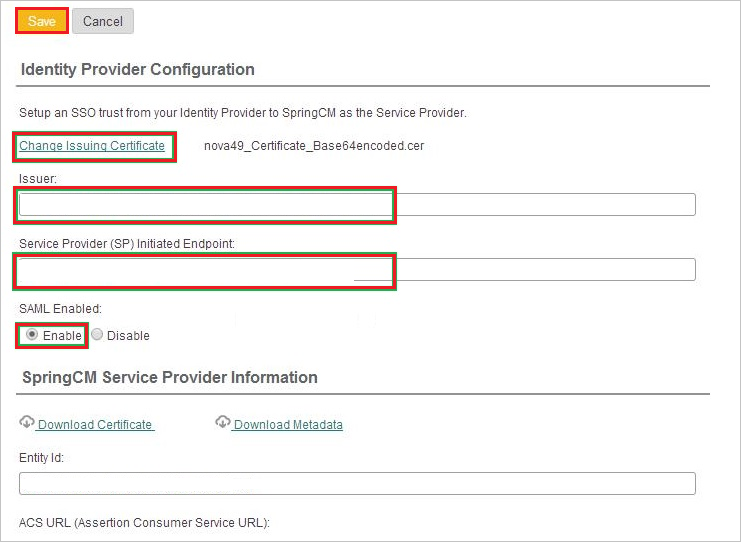 Save Cancel
Identity Provider Configuration
Setup an SSO trust from your Identity Provider to SpringCM as the Service Provider.
Change Issuing Certificate nova49_Certificate_Base64encoded.cer
Issuer:
Service Provider (SP) Initiated Endpoint:
SAML Enabled:
Enable Disable
SpringCM Service Provider Information
Download Certificate Download Metadata
Entity Id:
ACS URL (Assertion Consumer Service URL):